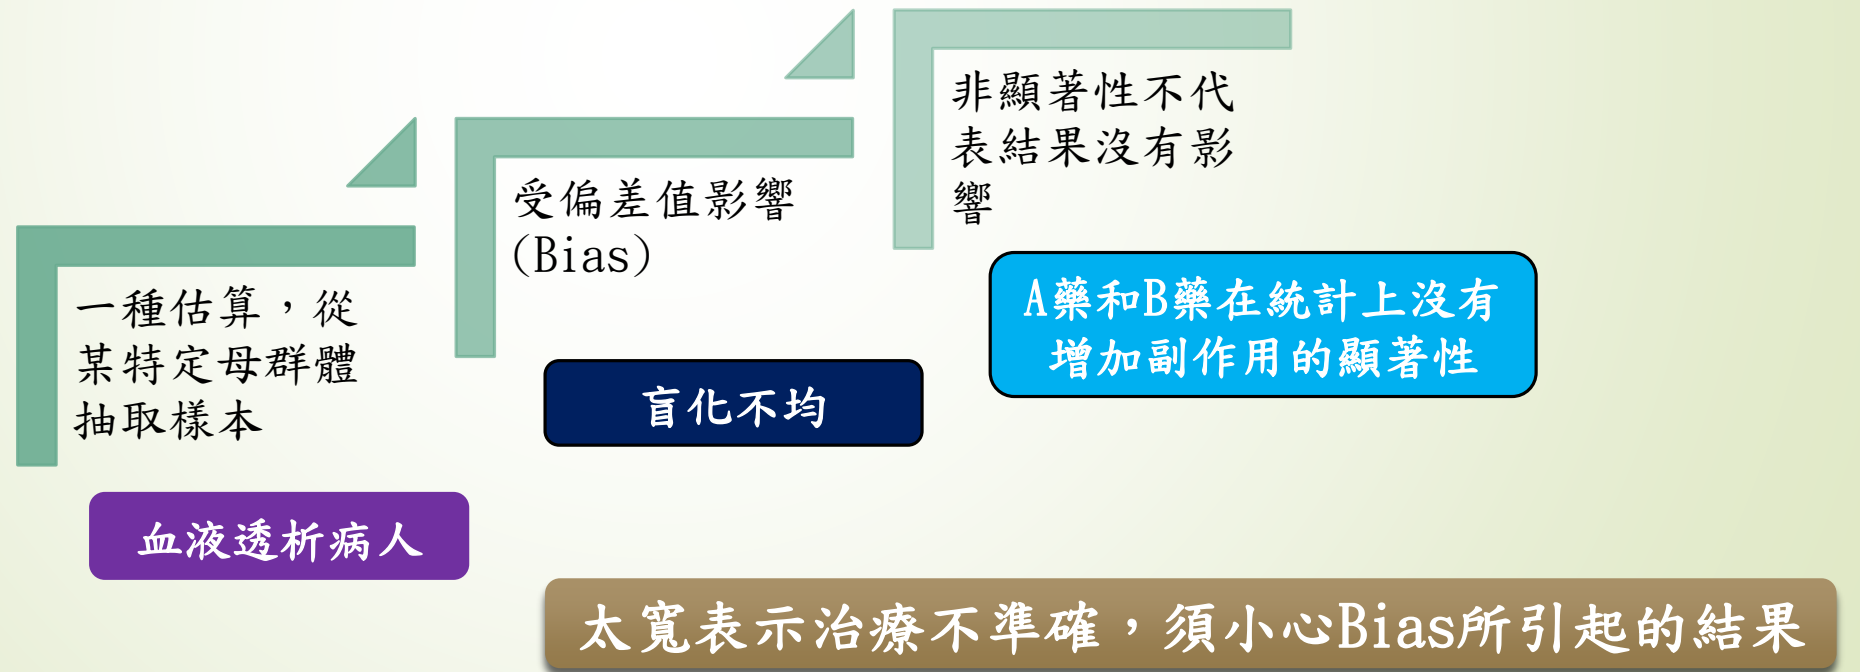 一種估算，從
某特定母群體
抽取樣本
血液透析病人
受偏差值影響
(Bias)
盲化不均
非顯著性不代
表結果沒有影
響
A藥和B藥在統計上沒有
增加副作用的顯著性
太寬表示治療不準確，須小心Bias所引起的結果